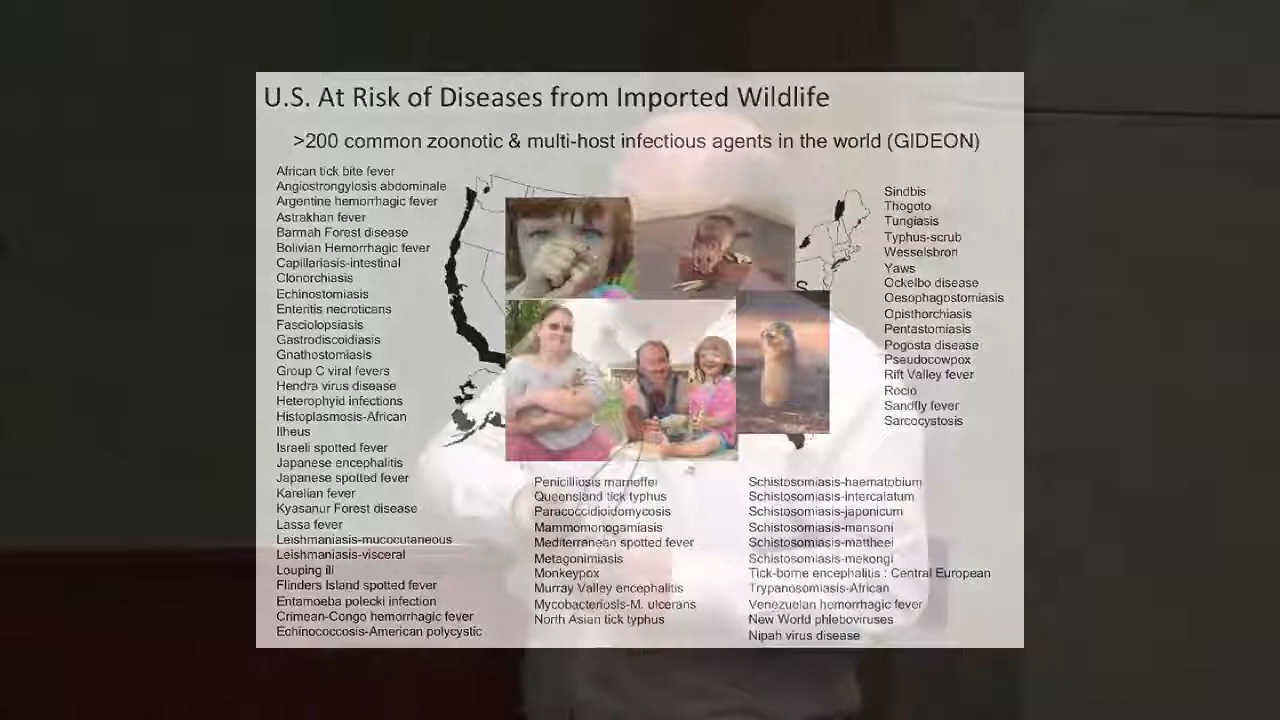 U.S. At Risk of Diseases from Imported Wildlife
>200 common zoonotic & multi-host infectious agents in the world (GIDEON)
African tick bite fever
Angiostrongylosis abdominale
Argentine hemorrhagic fever
Astrakhan fever
Barmah Forest disease
Bolivian Hemorrhagic fever
Capillariasis-intestinal
Clonorchiasis
Echinostomiasis
Enteritis necroticans
Fasciolopsiasis
Gastrodiscoidiasis
Gnathostomiasis
Group C viral fevers
Hendra virus disease
Heterophyid infections
Histoplasmosis-African
Ilheus
Israeli spotted fever
Japanese encephalitis
Japanese spotted fever
Karelian fever
Kyasanur Forest disease
Lassa fever
Leishmaniasis-mucocutaneous
Leishmaniasis-visceral
Louping ill
Flinders Island spotted fever
Entamoeba polecki infection
Crimean-Congo hemorrhagic fever
Echinococcosis-American polycystic
S
Penicilliosis marneffei
Queensland tick typhus
Paracoccidioidomycosis
Mammomonogamiasis
Mediterranean spotted fever
Metagonimiasis
Monkeypox
Murray Valley encephalitis
Mycobacteriosis-M. ulcerans
North Asian tick typhus
Schistosomiasis-haematobium
Schistosomiasis-intercalatum
Schistosomiasis-japonicum
Schistosomiasis-mansoni
Schistosomiasis-mattheei
Schistosomiasis-mekongi
Tick-borne encephalitis : Central European
Trypanosomiasis-African
Venezuelan hemorrhagic fever
New World phleboviruses
Nipah virus disease
Sindbis
Thogoto
Tungiasis
Typhus-scrub
Wesselsbron
Yaws
Ockelbo disease
Oesophagostomiasis
Opisthorchiasis
Pentastomiasis
Pogosta disease
Pseudocowpox
Rift Valley fever
Rocio
Sandfly fever
Sarcocystosis